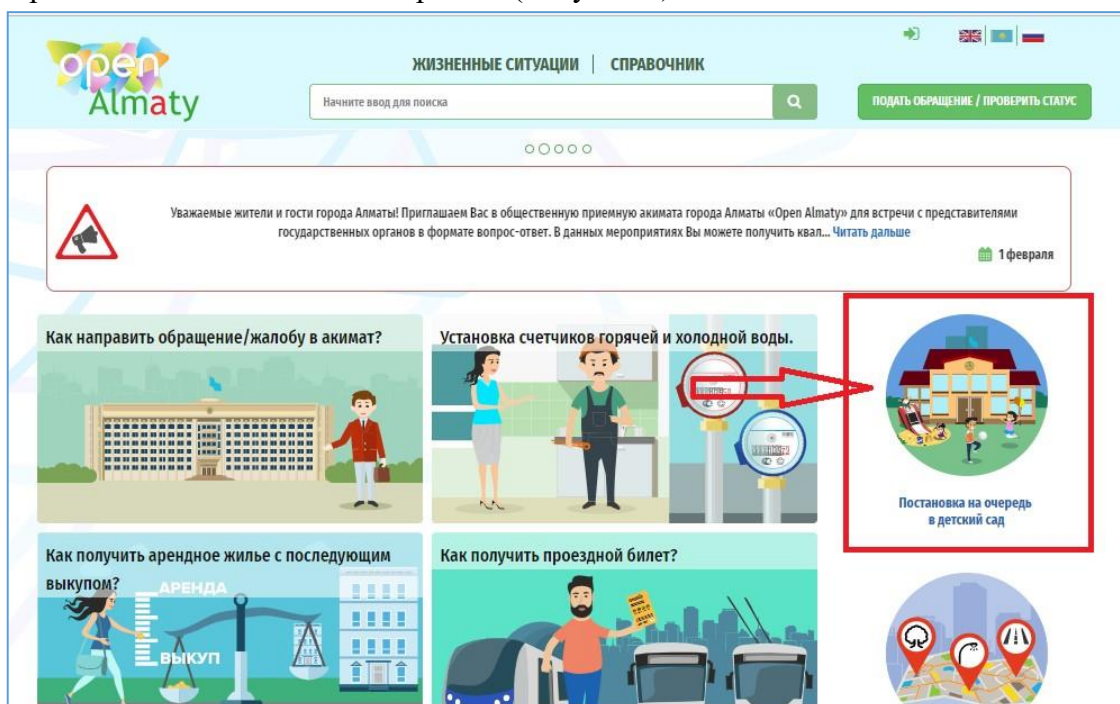 open
Almaty
ЖИЗНЕННЫЕ СИТУАЦИИ | СПРАВОЧНИК
Начните ввод для поиска
ПОДАТЬ ОБРАЩЕНИЕ / ПРОВЕРИТЬ СТАТУС
Уважаемые жители и гости города Алматы! Приглашаем Вас в общественную приемную акимата города Алматы «Open Almaty» для встречи с представителями
государственных органов в формате вопрос-ответ. В данных мероприятиях Вы можете получить квал... Читать дальше
1 февраля
Как направить обращение/жалобу в акимат?
Установка счетчиков горячей и холодной воды.
Постановка на очередь
в детский сад
Как получить арендное жилье с последующим
выкупом?
АРЕНДА
ВЫКУП
Как получить проездной билет?